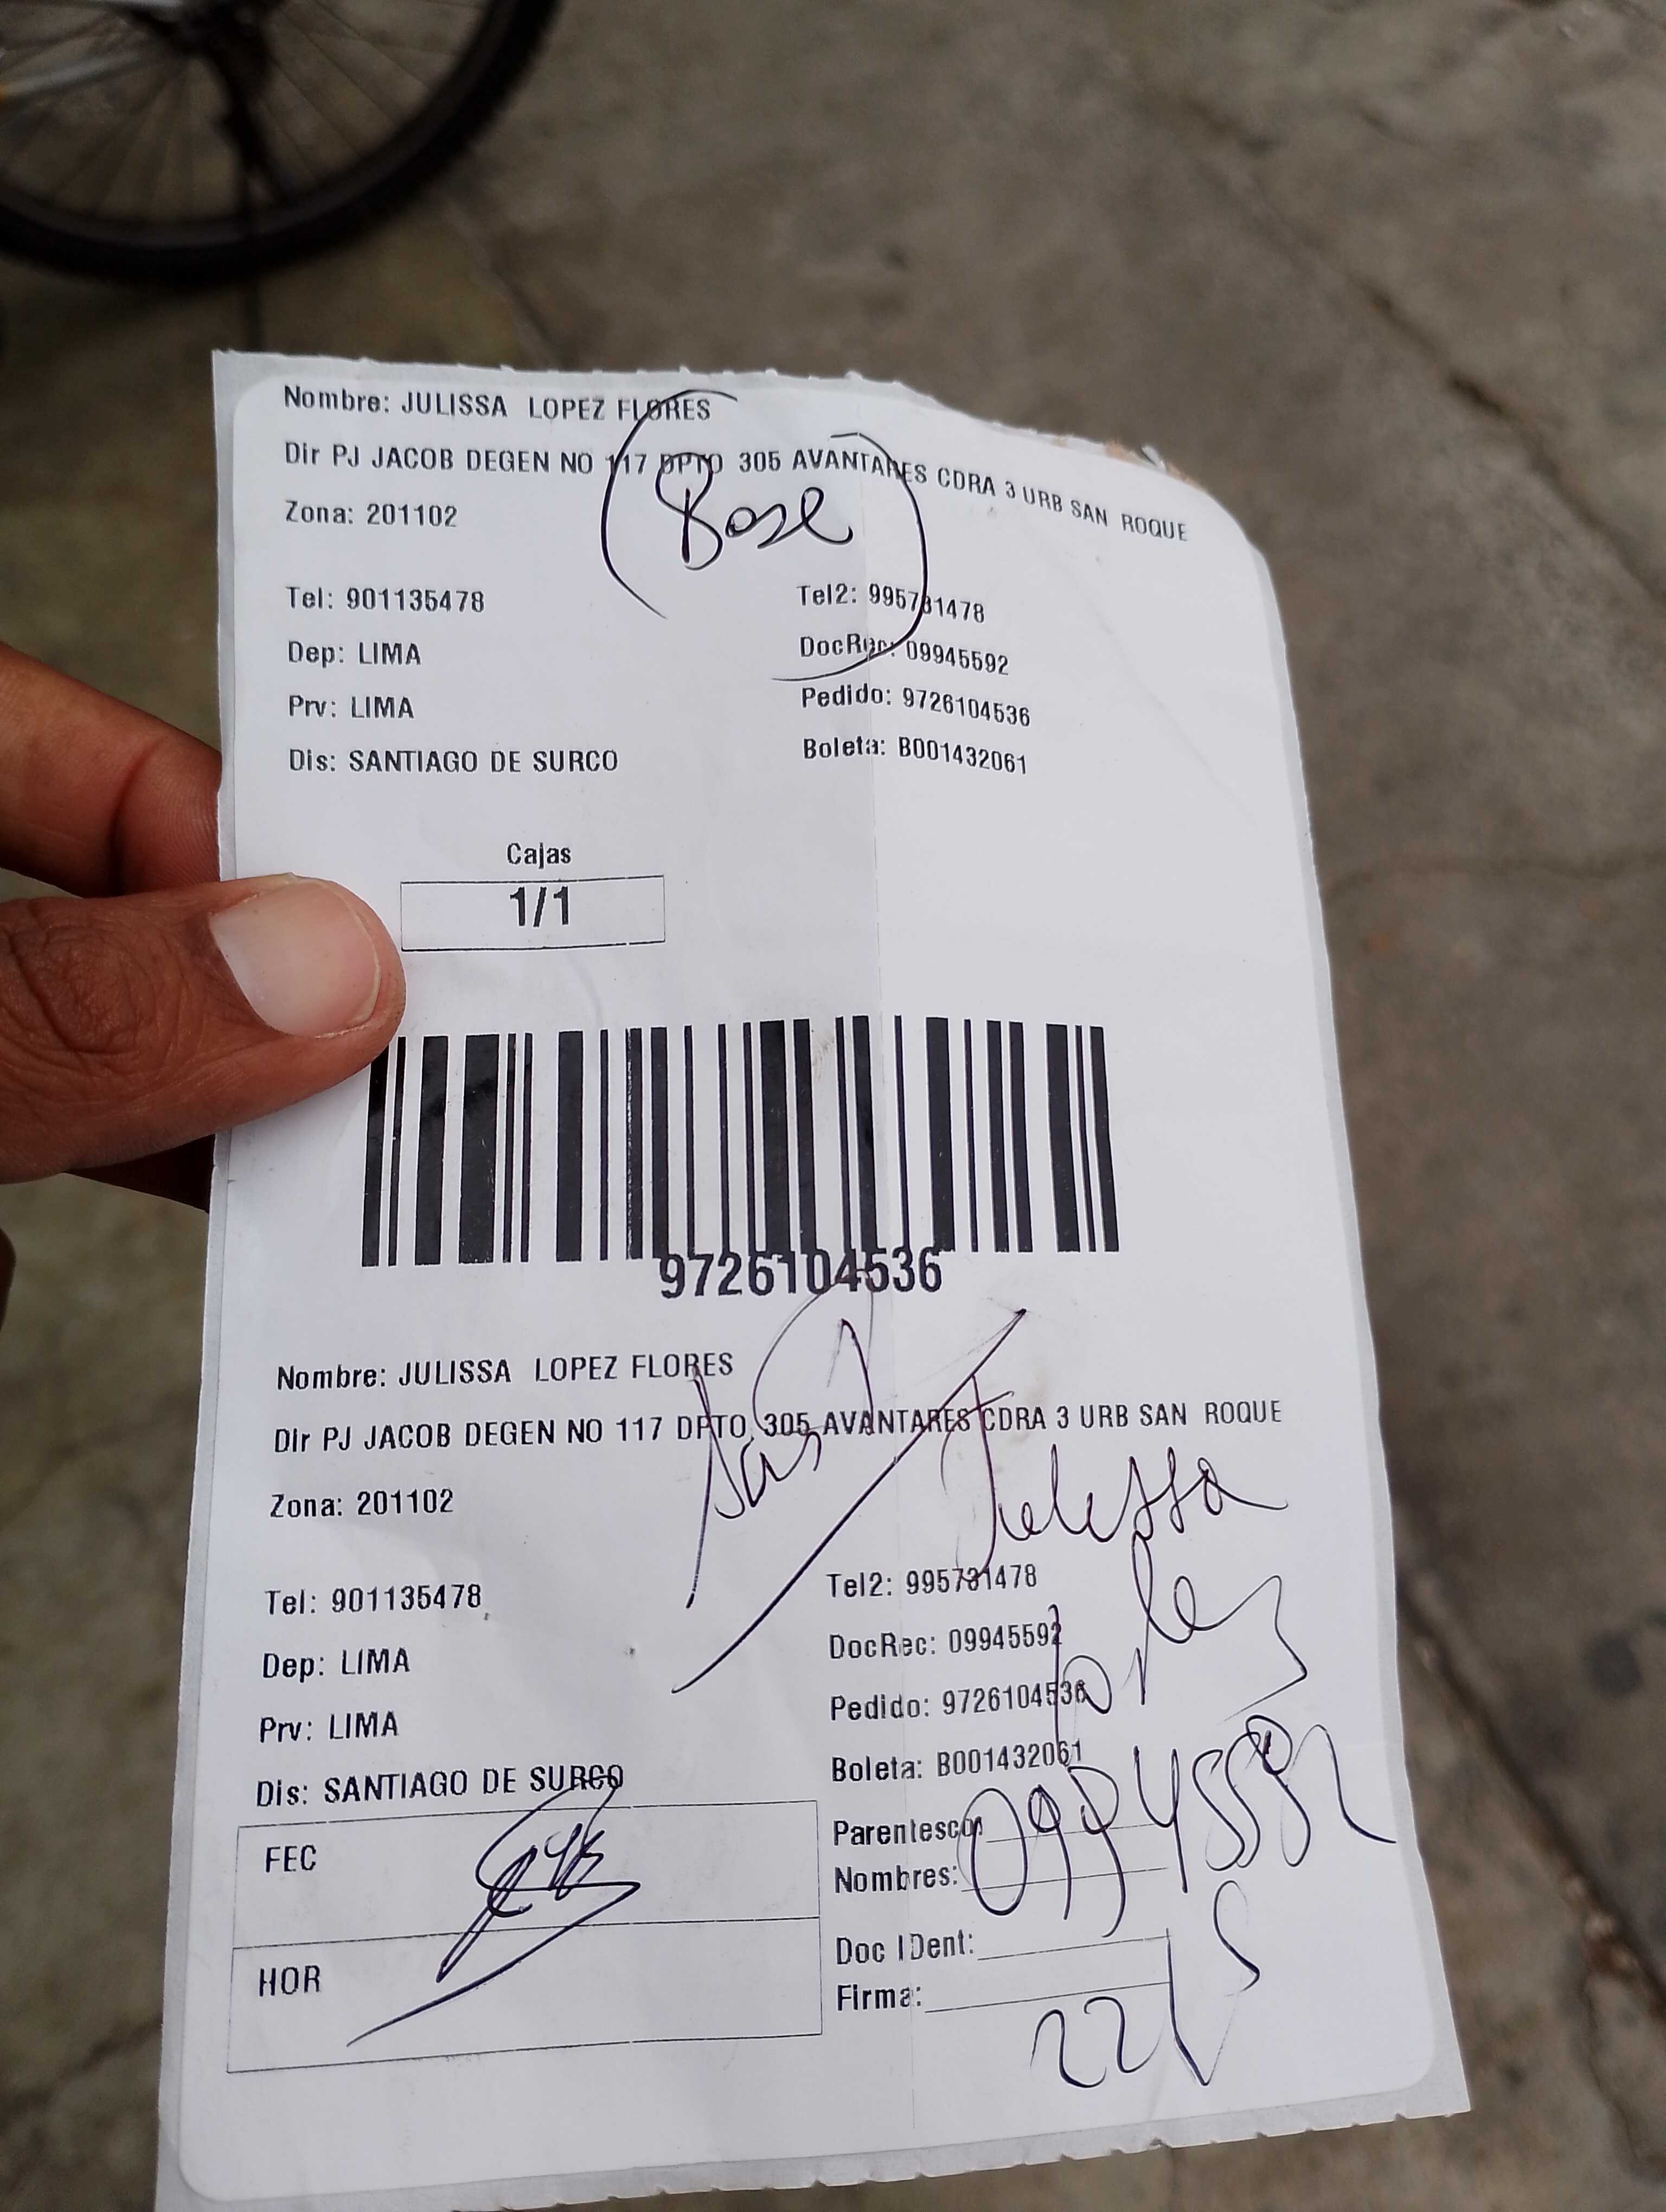 Nombre: JULISSA LOPEZ FLORES
Dir PJ JACOB DEGEN NO 117 DPTO 305 AVANTARES CDRA 3 URB SAN ROQUE
Base
Zona: 201102
Tel: 901135478 Tel2: 995731478
Dep: LIMA DocRec: 09945592
Prv: LIMA Pedido: 9726104536
Dis: SANTIAGO DE SURCO Boleta: B001432061
Cajas
1/1
9726104536
Nombre: JULISSA LOPEZ FLORES
Dir PJ JACOB DEGEN NO 117 DPTO 305 AVANTARES CDRA 3 URB SAN ROQUE
Zona: 201102
Tel: 901135478 Tel2: 995731478
Dep: LIMA DocRec: 09945592
Prv: LIMA Pedido: 9726104536
Dis: SANTIAGO DE SURCO Boleta: B001432061
FEC
HOR
Parentesco:
Nombres:
Doc IDent:
Firma: